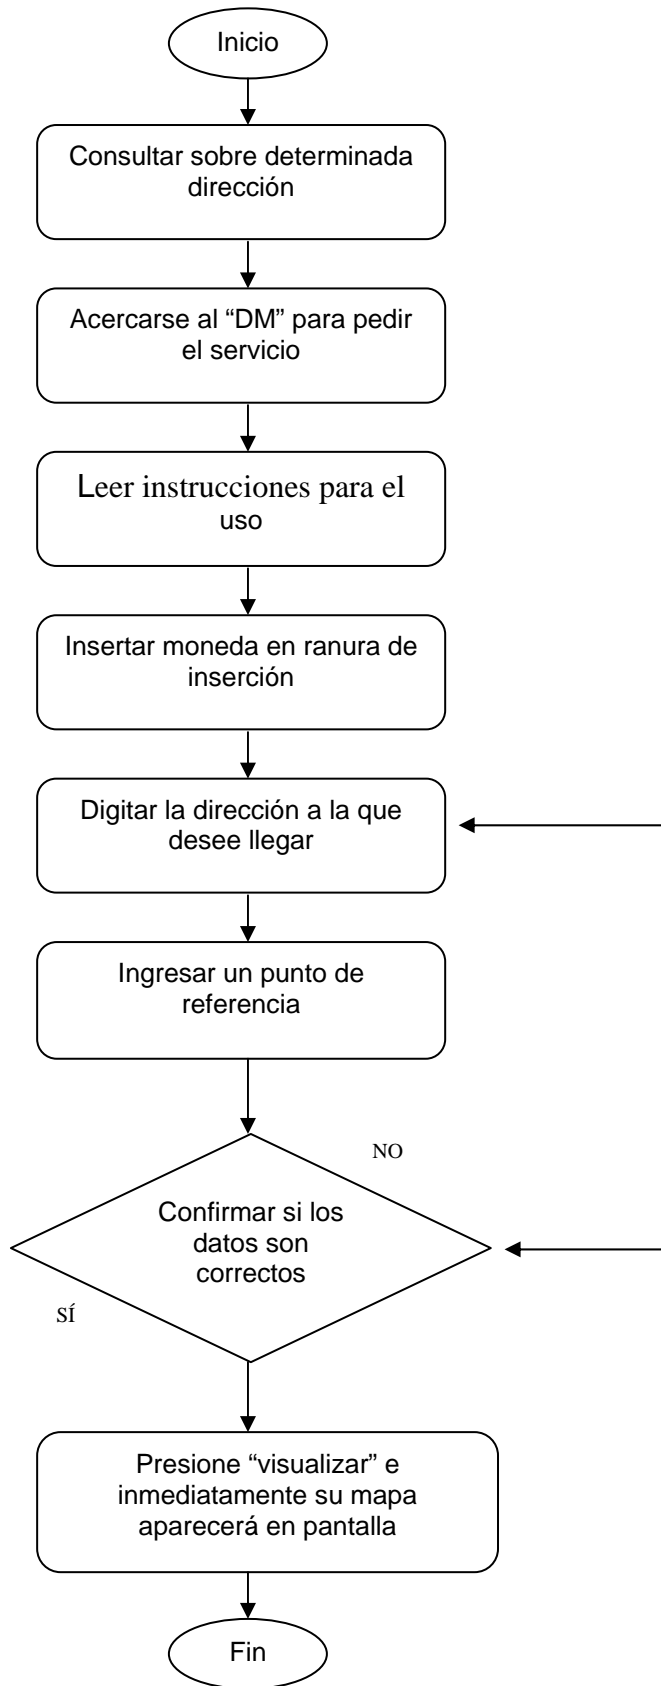 Inicio
Consultar sobre determinada
dirección
Acercarse al “DM” para pedir
el servicio
Leer instrucciones para el
uso
Insertar moneda en ranura de
inserción
Digitar la dirección a la que
desee llegar
Ingresar un punto de
referencia
NO
Confirmar si los
datos son
correctos
SÍ
Presione “visualizar” e
inmediatamente su mapa
aparecerá en pantalla
Fin